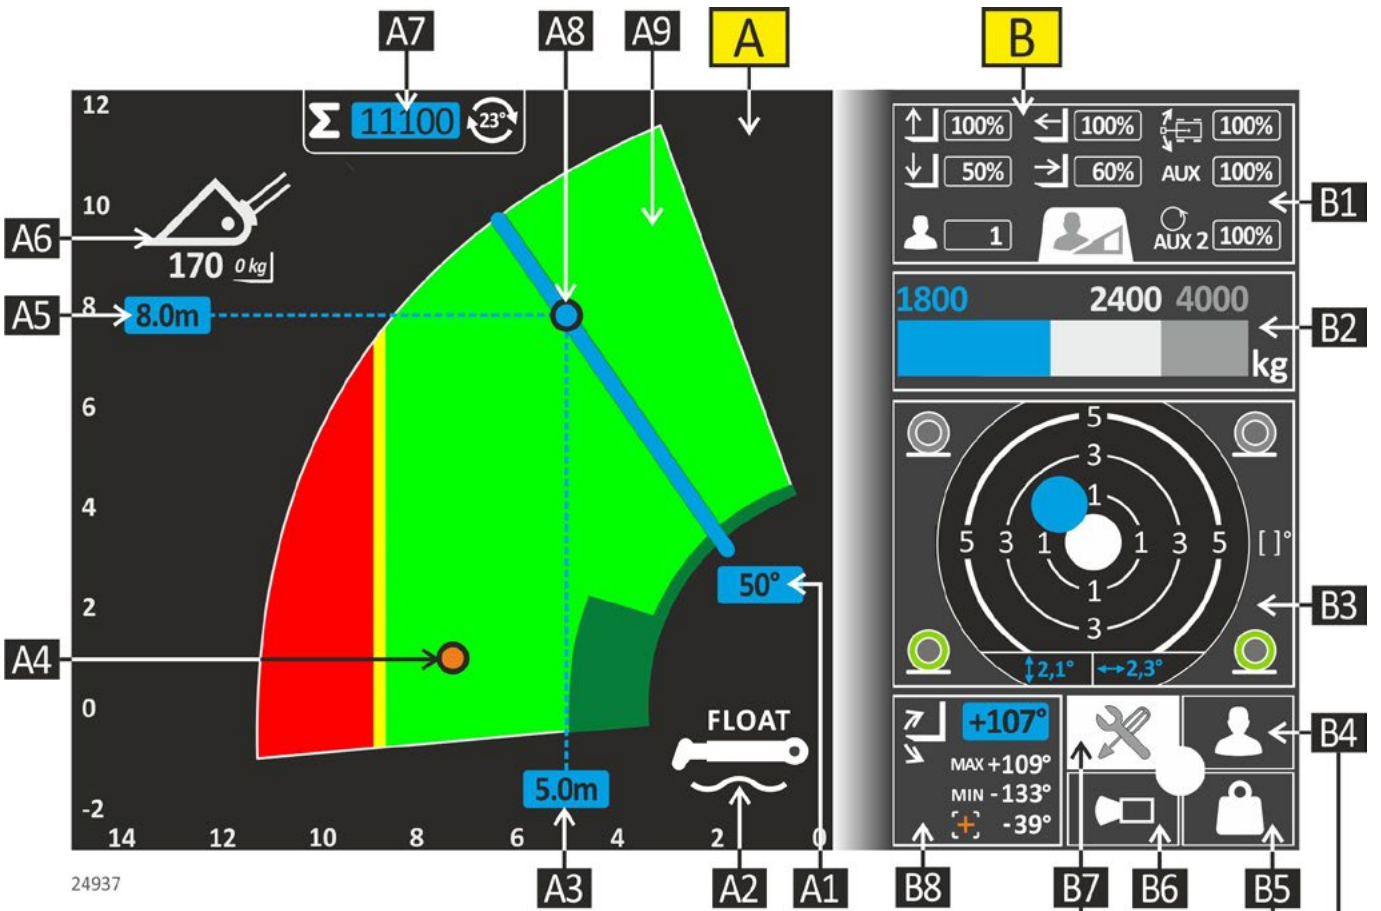 A7 A8 A9 A B
12
Σ 11100 23°
10
A6
170 0 kg
A5
8
8.0m
6
4
A4
2
50°
0
FLOAT
5.0m
-2
14 12 10 8 6 4 2 0
24937
A3 A2 A1
100% 100% 100%
50% 60% AUX 100%
B1
1 AUX 2 100%
1800 2400 4000
B2
kg
5
3
1
5 3 1 1 3 5 [ ]°
1
B3
3
2,1° 2,3°
+107°
B4
MAX +109°
MIN -133°
-39°
B8 B7 B6 B5